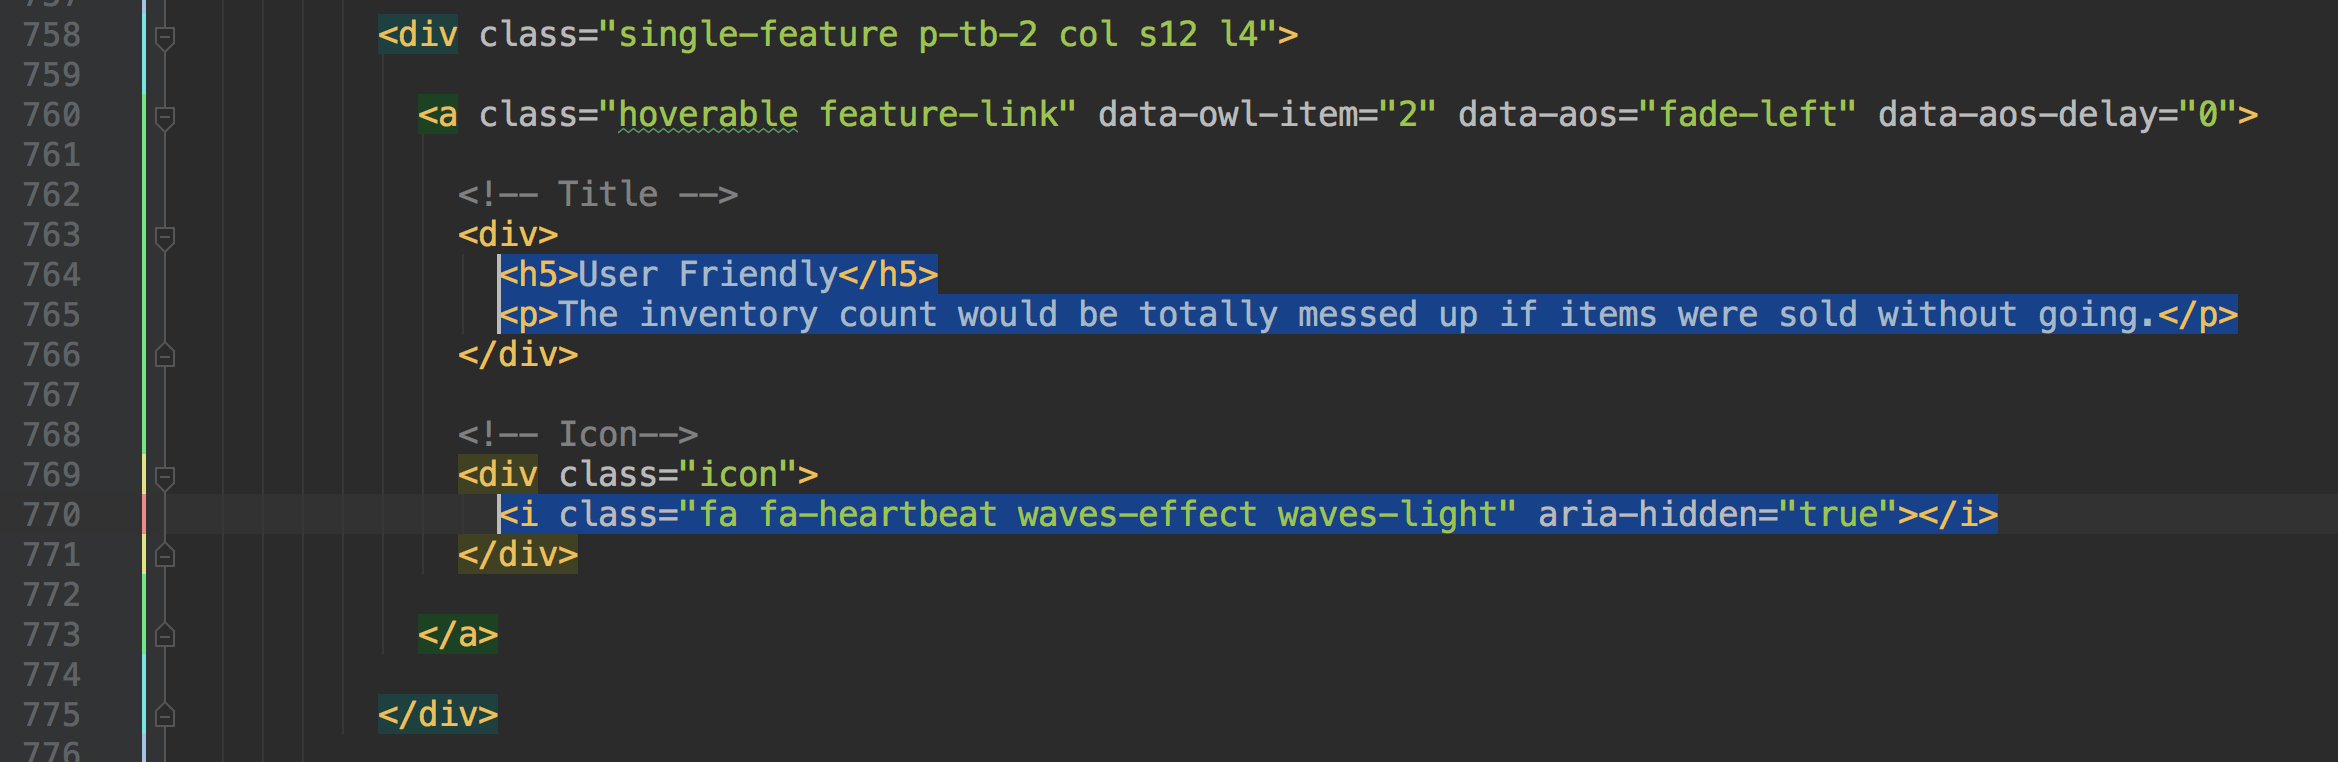 757
758 <div class="single-feature p-tb-2 col s12 l4">
759
760 <a class="hoverable feature-link" data-owl-item="2" data-aos="fade-left" data-aos-delay="0">
761
762 <!-- Title -->
763 <div>
764 <h5>User Friendly</h5>
765 <p>The inventory count would be totally messed up if items were sold without going.</p>
766 </div>
767
768 <!-- Icon-->
769 <div class="icon">
770 <i class="fa fa-heartbeat waves-effect waves-light" aria-hidden="true"></i>
771 </div>
772
773 </a>
774
775 </div>
776